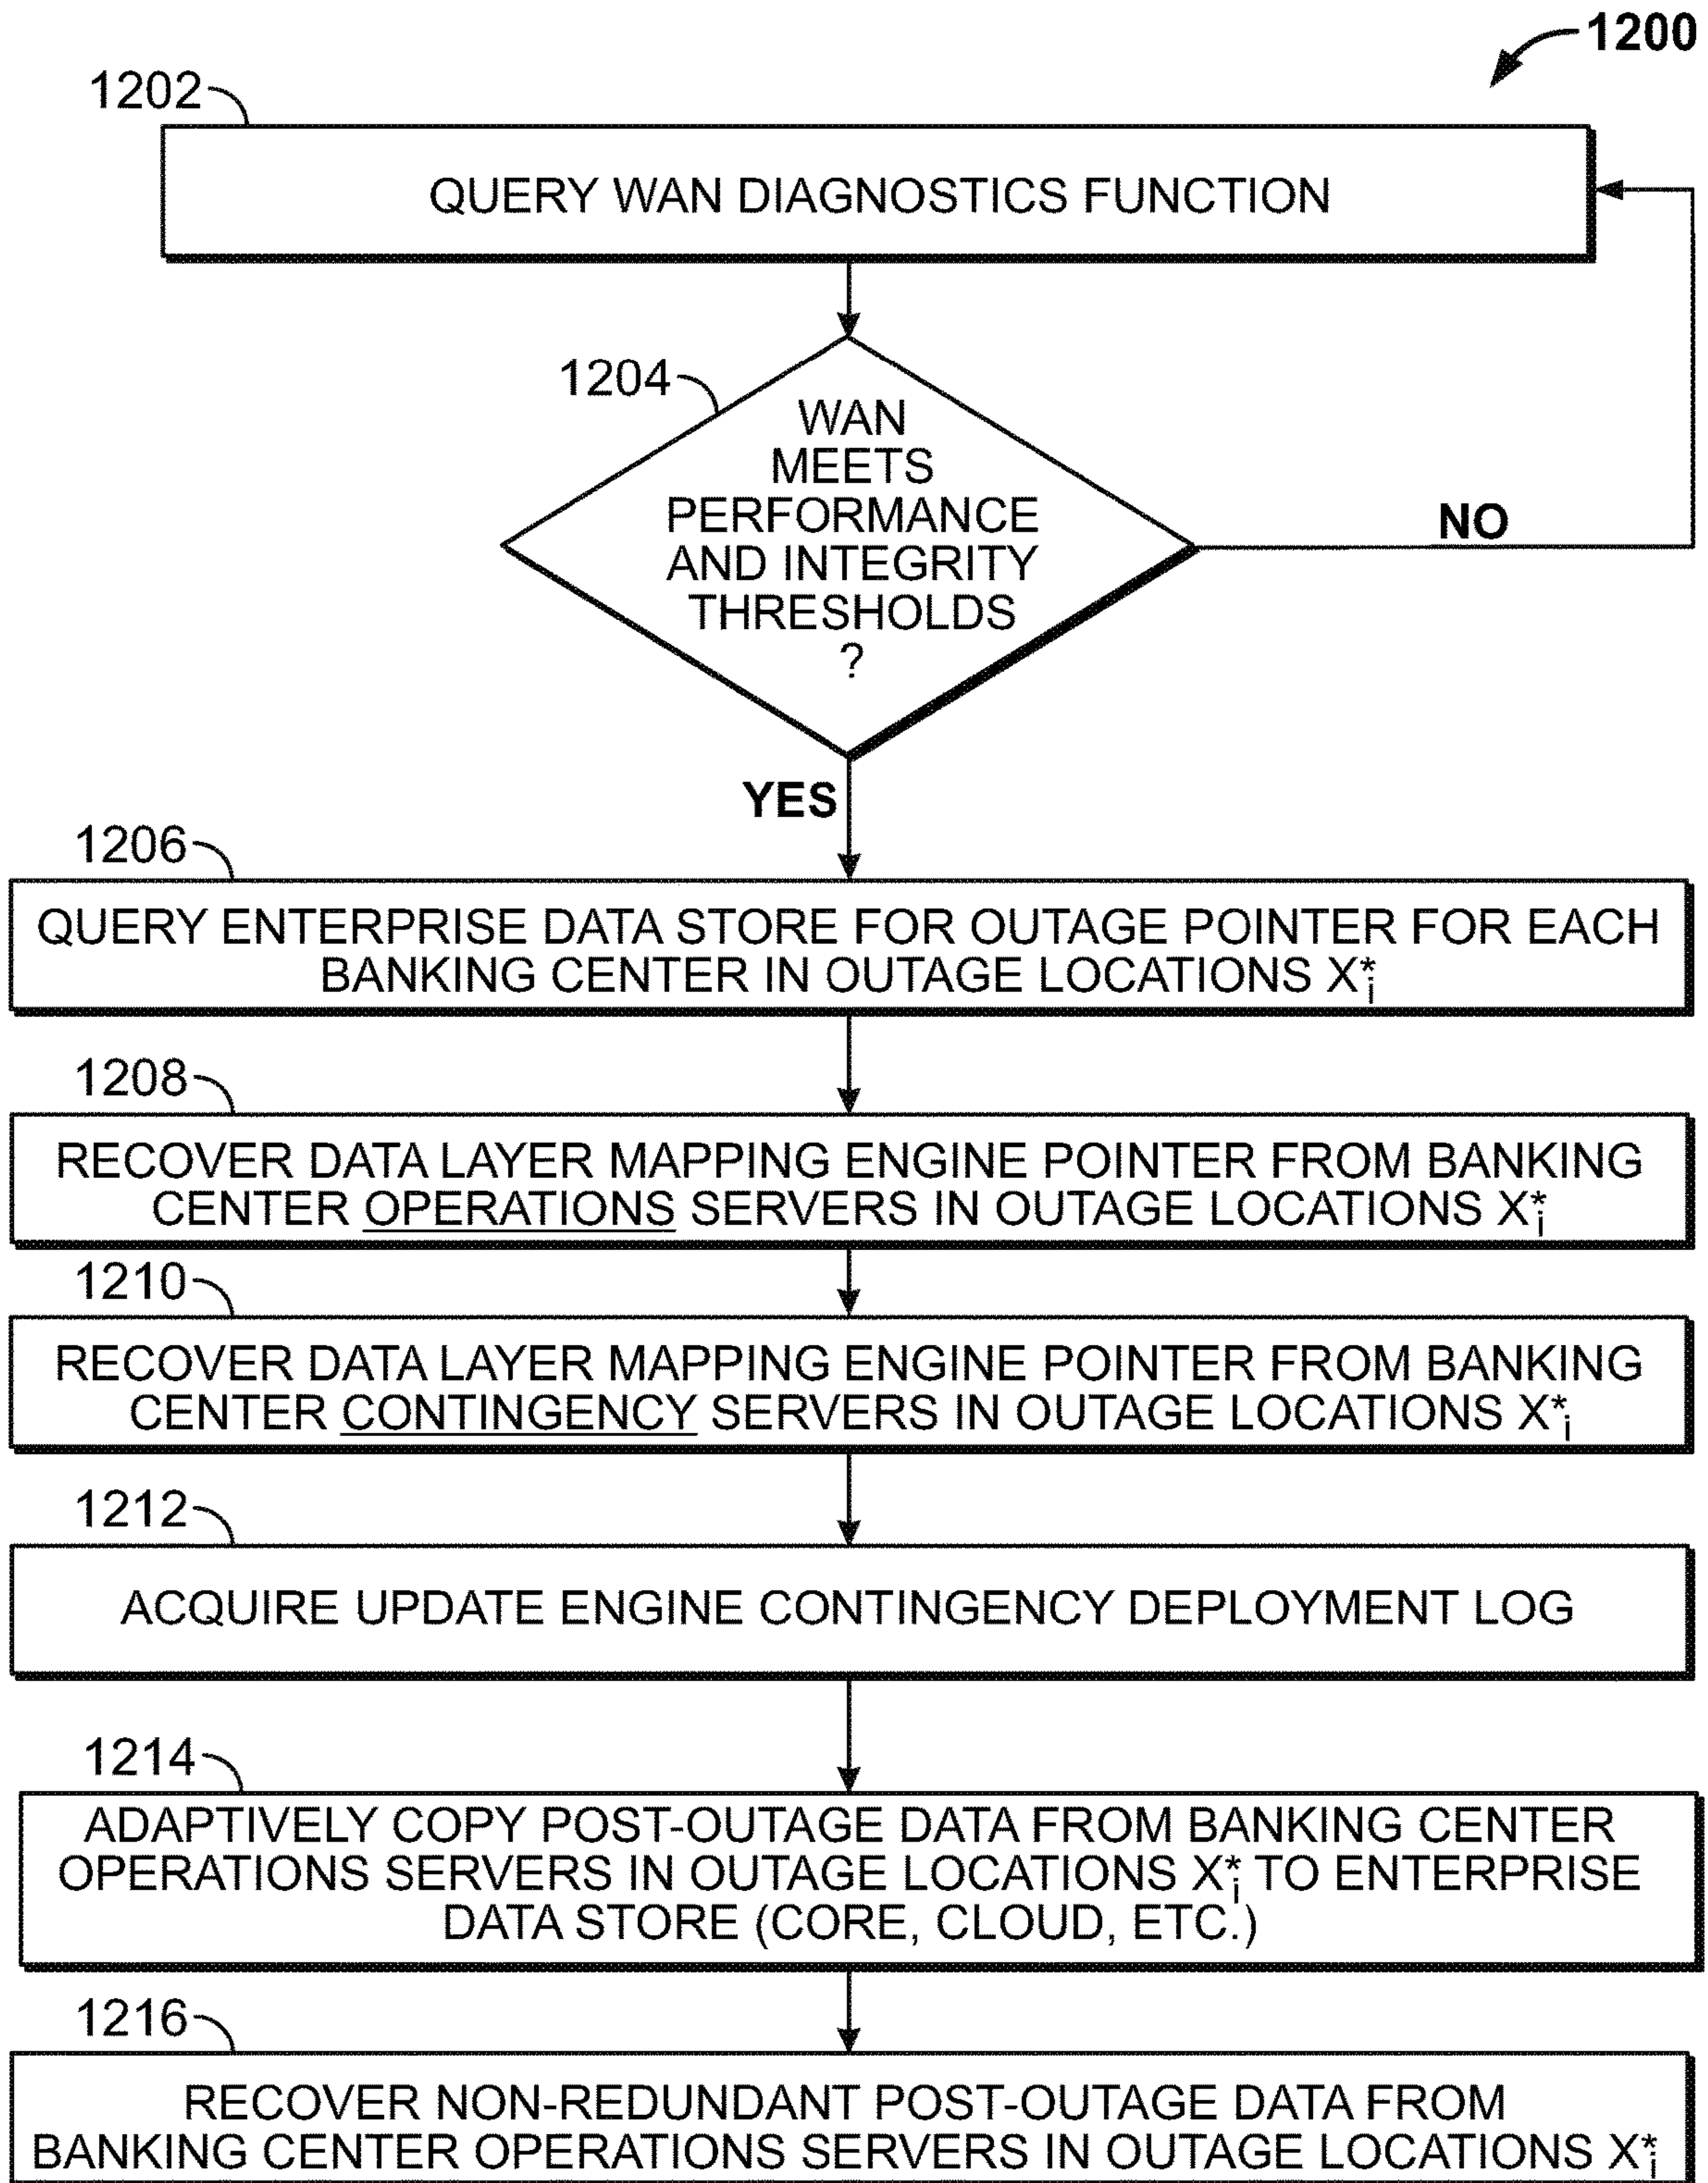 1200
1202
QUERY WAN DIAGNOSTICS FUNCTION
1204
WAN
MEETS
PERFORMANCE
AND INTEGRITY
THRESHOLDS
?
NO
YES
1206
QUERY ENTERPRISE DATA STORE FOR OUTAGE POINTER FOR EACH
BANKING CENTER IN OUTAGE LOCATIONS X*i
1208
RECOVER DATA LAYER MAPPING ENGINE POINTER FROM BANKING
CENTER OPERATIONS SERVERS IN OUTAGE LOCATIONS X*i
1210
RECOVER DATA LAYER MAPPING ENGINE POINTER FROM BANKING
CENTER CONTINGENCY SERVERS IN OUTAGE LOCATIONS X*i
1212
ACQUIRE UPDATE ENGINE CONTINGENCY DEPLOYMENT LOG
1214
ADAPTIVELY COPY POST-OUTAGE DATA FROM BANKING CENTER
OPERATIONS SERVERS IN OUTAGE LOCATIONS X*i TO ENTERPRISE
DATA STORE (CORE, CLOUD, ETC.)
1216
RECOVER NON-REDUNDANT POST-OUTAGE DATA FROM
BANKING CENTER OPERATIONS SERVERS IN OUTAGE LOCATIONS X*i